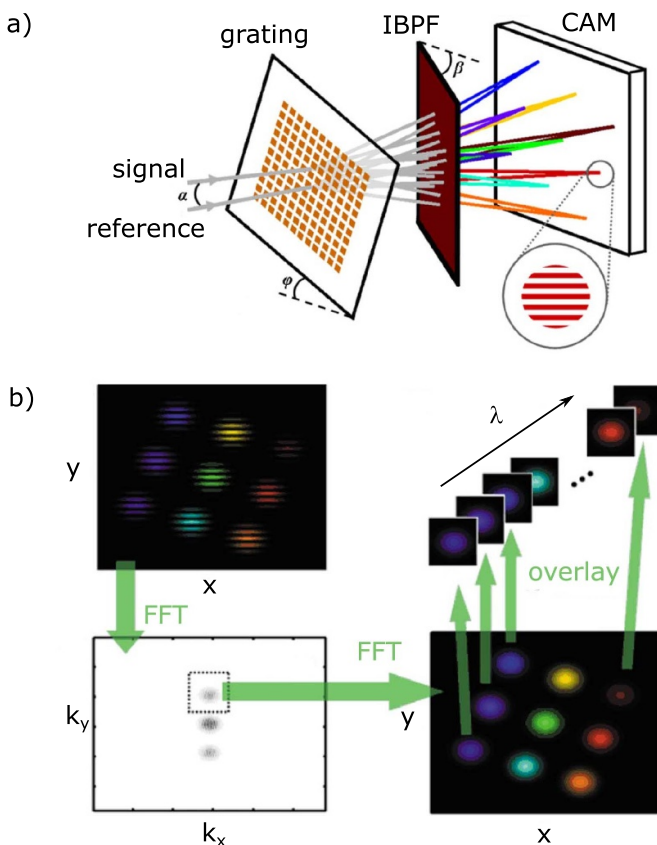 a)
grating
IBPF
CAM
β
signal
α
reference
φ
b)
λ
y
x
overlay
FFT
FFT
k_y
y
k_x
x